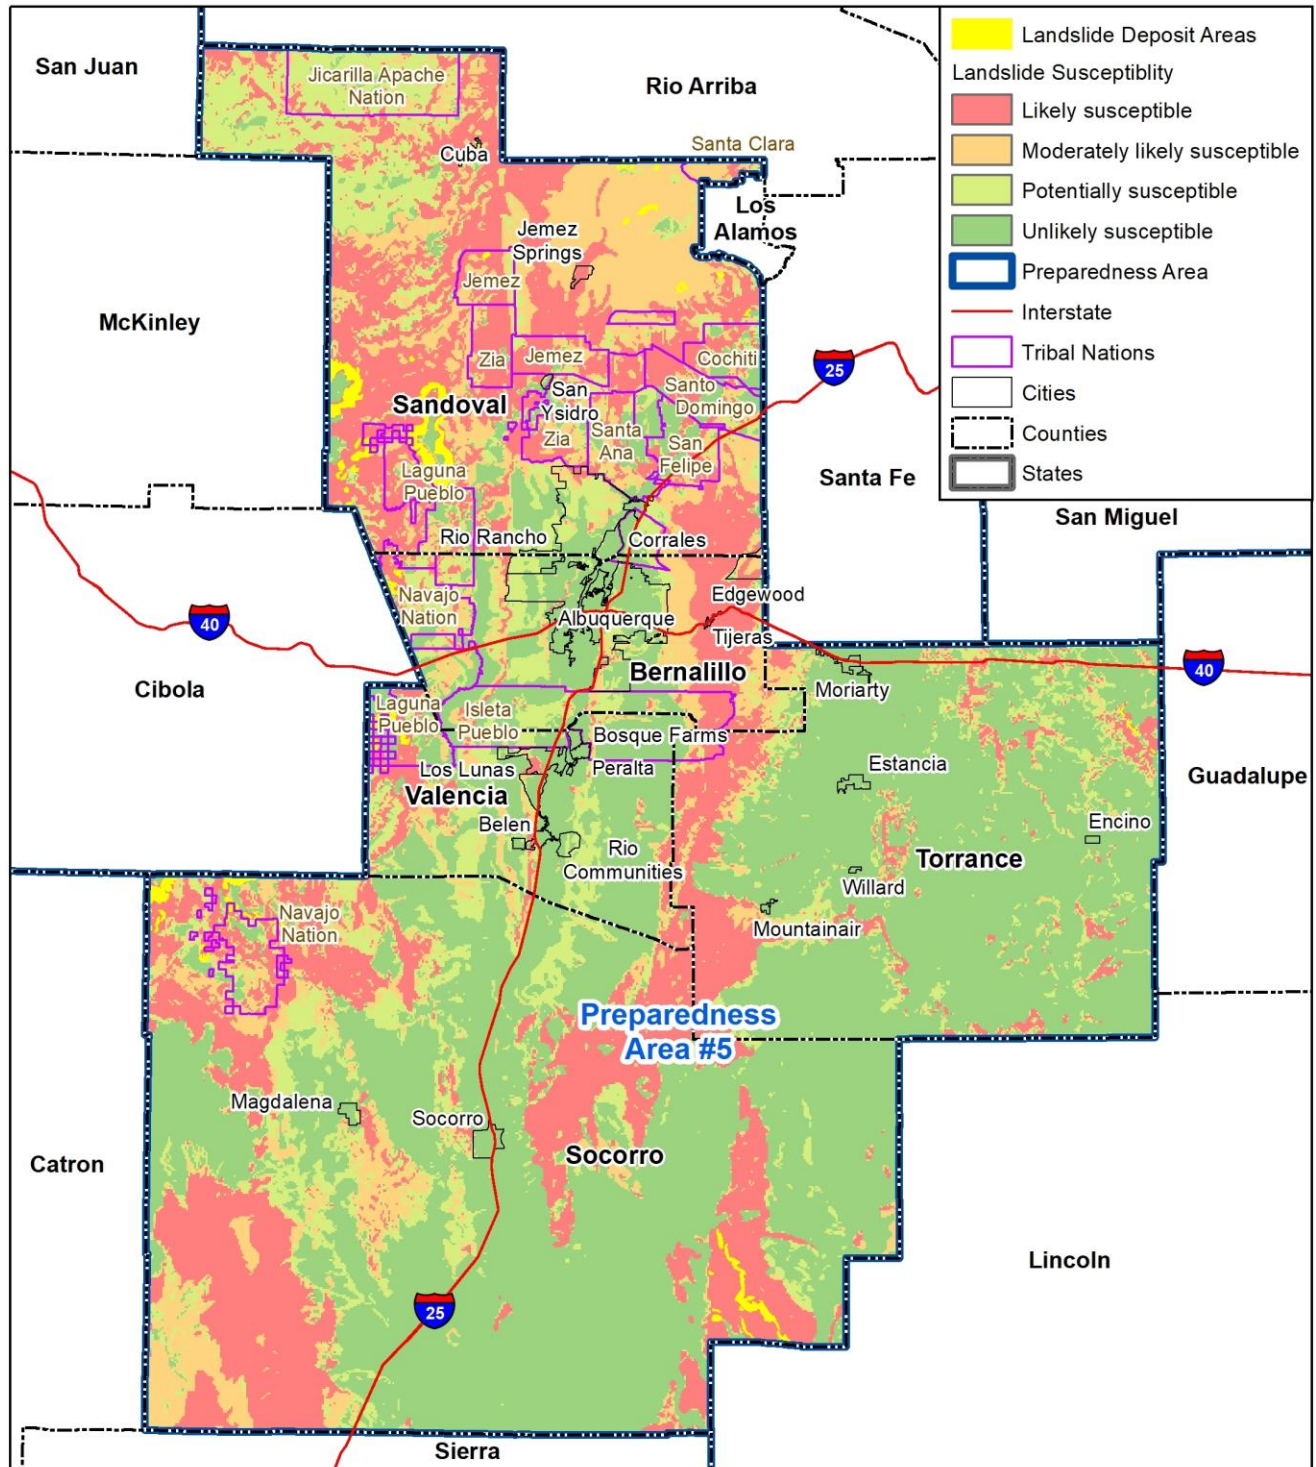 San Juan
Jicarilla Apache
Nation
Rio Arriba
Santa Clara
Cuba
Los
Alamos
Jemez
Springs
Jemez
McKinley
Zia
Jemez
Cochiti
25
San
Ysidro
Santo
Domingo
Sandoval
Zia
Santa
Ana
San
Felipe
Laguna
Pueblo
Santa Fe
San Miguel
Rio Rancho
Corrales
Navajo
Nation
Edgewood
40
Albuquerque
Tijeras
Bernalillo
40
Cibola
Moriarty
Laguna
Pueblo
Isleta
Pueblo
Bosque Farms
Los Lunas
Peralta
Estancia
Guadalupe
Valencia
Belen
Encino
Rio
Communities
Torrance
Willard
Navajo
Nation
Mountainair
Preparedness
Area #5
Magdalena
Socorro
Catron
Socorro
Lincoln
25
Sierra
Landslide Deposit Areas
Landslide Susceptiblity
Likely susceptible
Moderately likely susceptible
Potentially susceptible
Unlikely susceptible
Preparedness Area
Interstate
Tribal Nations
Cities
Counties
States